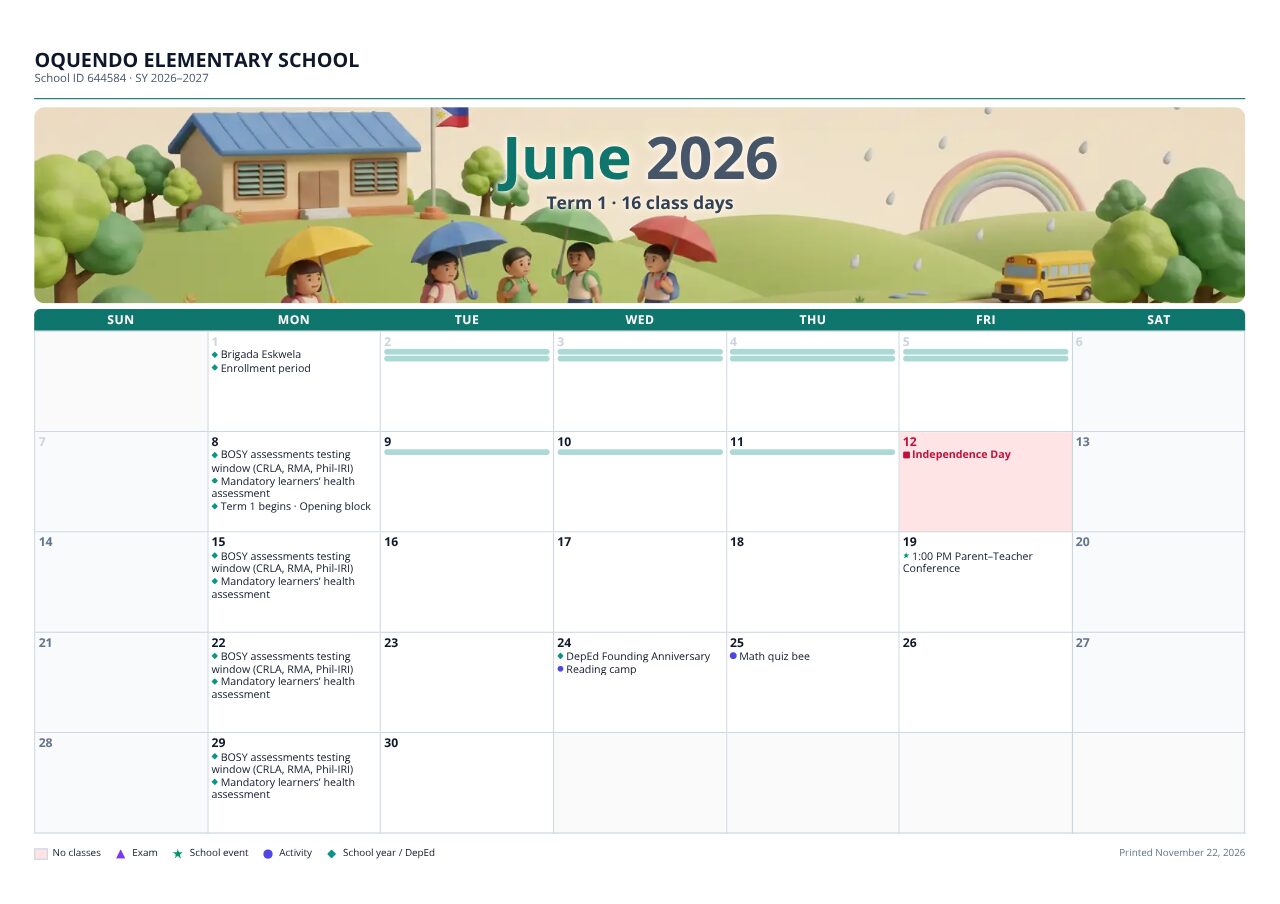 OQUENDO ELEMENTARY SCHOOL
School ID 644584 · SY 2026–2027
June 2026
Term 1 · 16 class days
SUN MON TUE WED THU FRI SAT
1 2 3 4 5 6
Brigada Eskwela
Enrollment period
7 8 9 10 11 12 13
BOSY assessments testing
window (CRLA, RMA, Phil-IRI)
Mandatory learners’ health
assessment
Term 1 begins · Opening block
Independence Day
14 15 16 17 18 19 20
BOSY assessments testing
window (CRLA, RMA, Phil-IRI)
Mandatory learners’ health
assessment
1:00 PM Parent–Teacher
Conference
21 22 23 24 25 26 27
BOSY assessments testing
window (CRLA, RMA, Phil-IRI)
Mandatory learners’ health
assessment
DepEd Founding Anniversary
Reading camp
Math quiz bee
28 29 30
BOSY assessments testing
window (CRLA, RMA, Phil-IRI)
Mandatory learners’ health
assessment
No classes Exam School event Activity School year / DepEd
Printed November 22, 2026